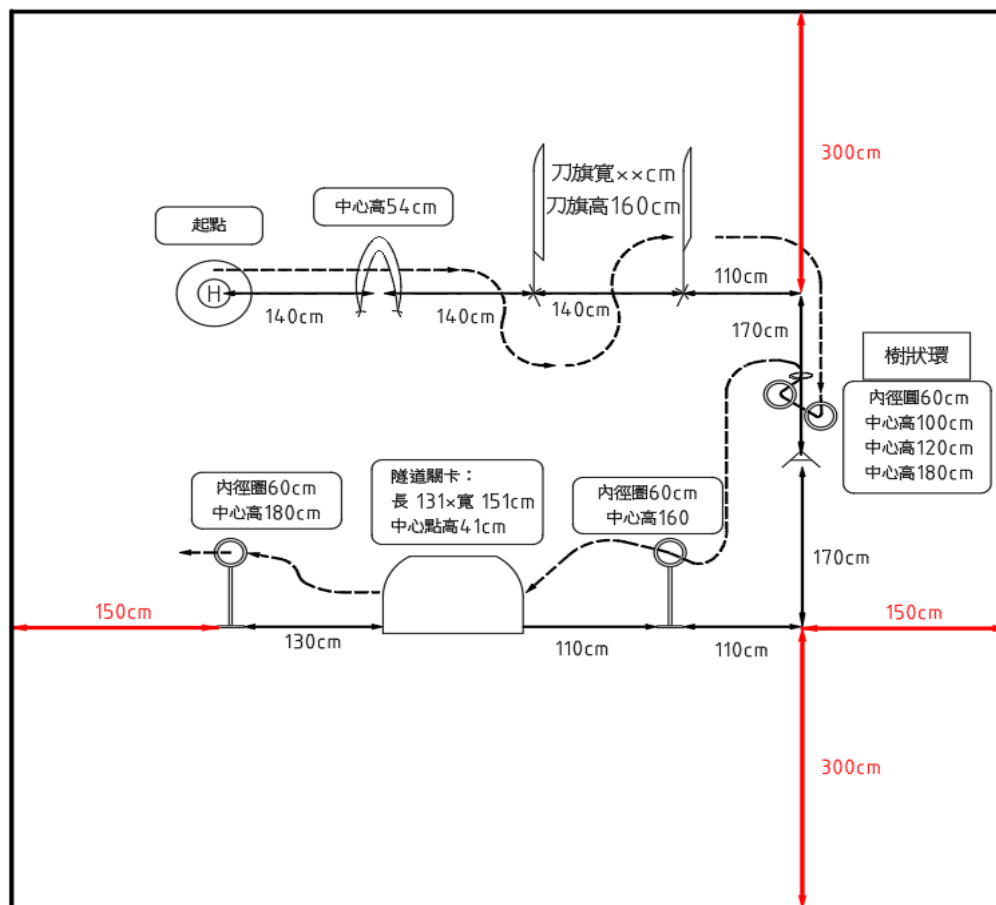 300cm
刀旗寬××cm
刀旗高160cm
中心高54cm
起點
H
140cm
140cm
140cm
110cm
170cm
樹狀環
內徑圓60cm
中心高100cm
中心高120cm
中心高180cm
隧道關卡：
長 131×寬 151cm
中心點高41cm
內徑圈60cm
中心高180cm
內徑圈60cm
中心高160
170cm
150cm
130cm
110cm
110cm
150cm
300cm